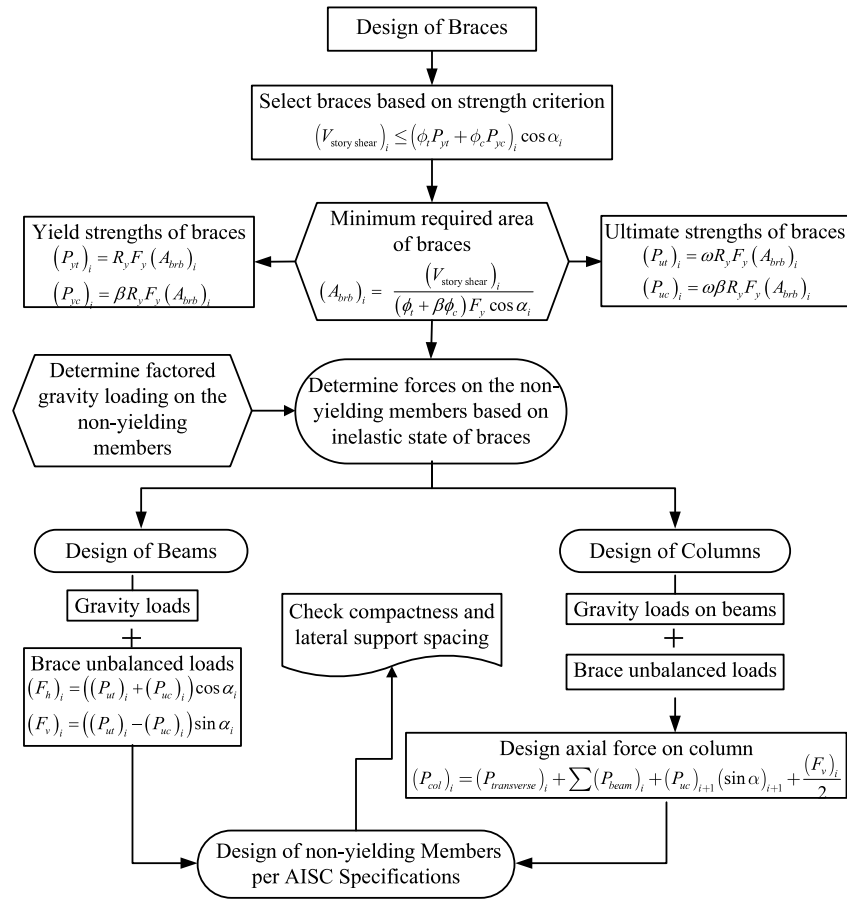 Design of Braces
Select braces based on strength criterion
(V_story shear)_i ≤ (ϕ_t P_yt + ϕ_c P_yc)_i cos α_i
Yield strengths of braces
(P_yt)_i = R_y F_y (A_brb)_i
(P_yc)_i = βR_y F_y (A_brb)_i
Minimum required area
of braces
(A_brb)_i = (V_story shear)_i / ((ϕ_t + βϕ_c) F_y cos α_i)
Ultimate strengths of braces
(P_ut)_i = ωR_y F_y (A_brb)_i
(P_uc)_i = ωβR_y F_y (A_brb)_i
Determine factored
gravity loading on the
non-yielding
members
Determine forces on the non-
yielding members based on
inelastic state of braces
Design of Beams
Gravity loads
+
Brace unbalanced loads
(F_h)_i = ((P_ut)_i + (P_uc)_i) cos α_i
(F_v)_i = ((P_ut)_i − (P_uc)_i) sin α_i
Check compactness and
lateral support spacing
Design of Columns
Gravity loads on beams
+
Brace unbalanced loads
Design axial force on column
(P_col)_i = (P_transverse)_i + ∑(P_beam)_i + (P_uc)_i+1 (sin α)_i+1 + (F_v)_i / 2
Design of non-yielding Members
per AISC Specifications